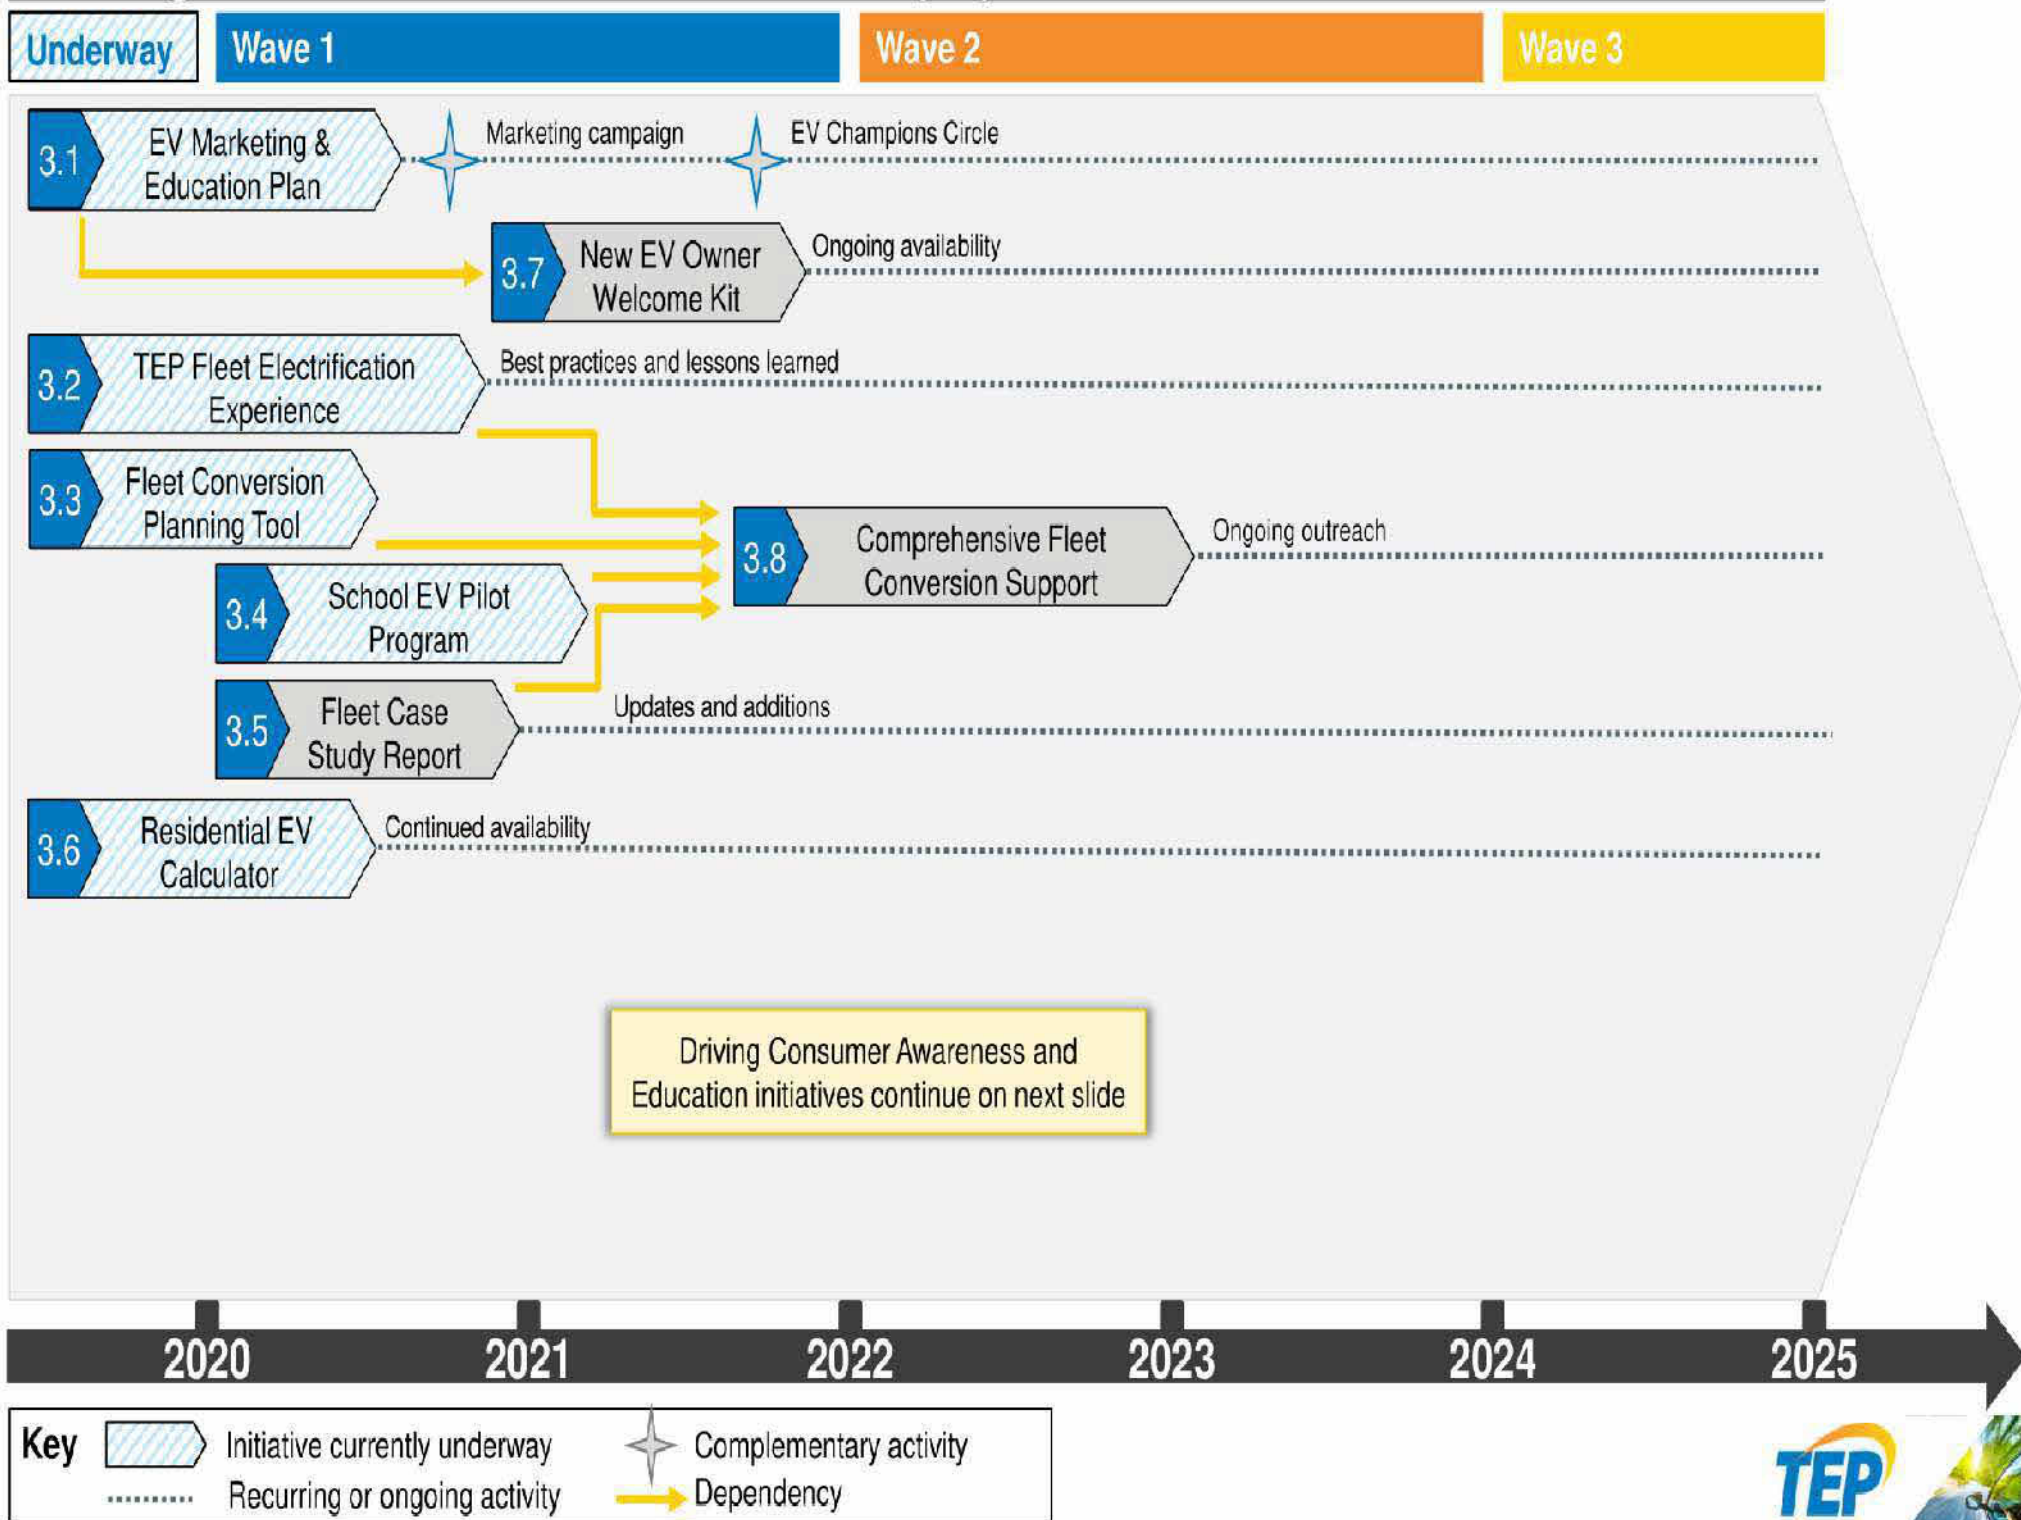 Underway
Wave 1
Wave 2
Wave 3
3.1
EV Marketing &
Education Plan
Marketing campaign
EV Champions Circle
3.7
New EV Owner
Welcome Kit
Ongoing availability
3.2
TEP Fleet Electrification
Experience
Best practices and lessons learned
3.3
Fleet Conversion
Planning Tool
3.8
Comprehensive Fleet
Conversion Support
Ongoing outreach
3.4
School EV Pilot
Program
3.5
Fleet Case
Study Report
Updates and additions
3.6
Residential EV
Calculator
Continued availability
Driving Consumer Awareness and
Education initiatives continue on next slide
2020
2021
2022
2023
2024
2025
Key
Initiative currently underway
Complementary activity
Recurring or ongoing activity
Dependency
TEP